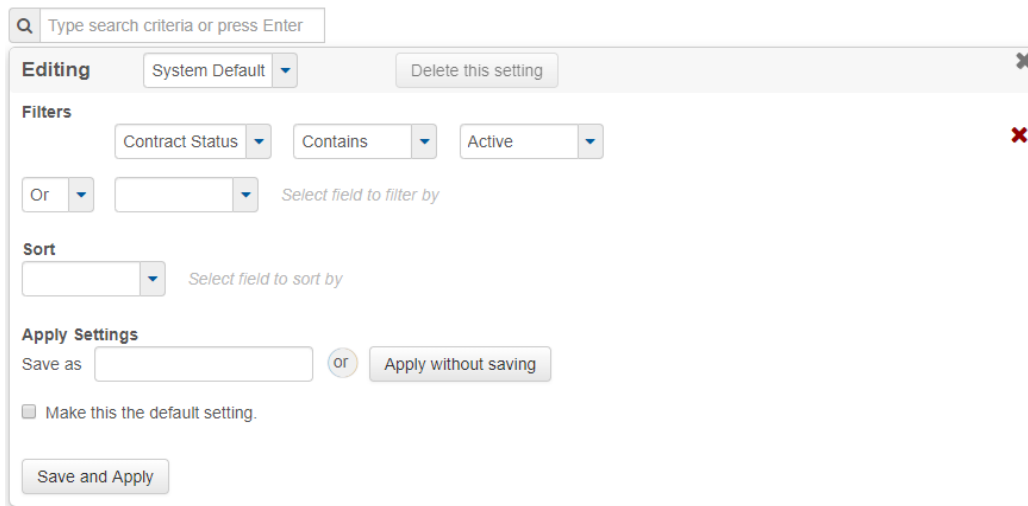 Type search criteria or press Enter
Editing System Default Delete this setting
Filters
Contract Status Contains Active
Or Select field to filter by
Sort
Select field to sort by
Apply Settings
Save as or Apply without saving
Make this the default setting.
Save and Apply